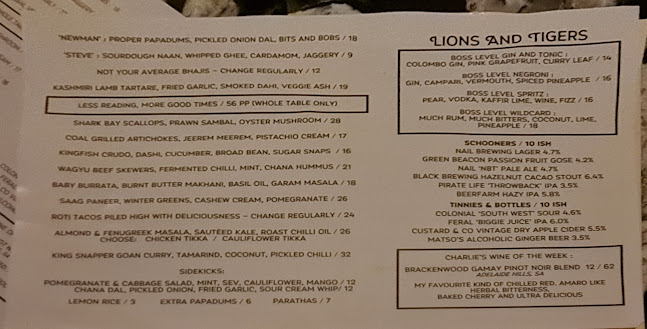 'NEWMAN' : PROPER PAPADUMS, PICKLED ONION DAL, BITS AND BOBS / 18
'STEVE' : SOURDOUGH NAAN, WHIPPED GHEE, CARDAMOM, JAGGERY / 9
NOT YOUR AVERAGE BHAJIS – CHANGE REGULARLY / 12
KASHMIRI LAMB TARTARE, FRIED GARLIC, SMOKED DAHI, VEGGIE ASH / 19
LESS READING, MORE GOOD TIMES / 56 PP (WHOLE TABLE ONLY)
SHARK BAY SCALLOPS, PRAWN SAMBAL, OYSTER MUSHROOM / 28
COAL GRILLED ARTICHOKES, JEEREM MEEREM, PISTACHIO CREAM / 17
KINGFISH CRUDO, DASHI, CUCUMBER, BROAD BEAN, SUGAR SNAPS / 16
WAGYU BEEF SKEWERS, FERMENTED CHILLI, MINT, CHANA HUMMUS / 21
BABY BURRATA, BURNT BUTTER MAKHANI, BASIL OIL, GARAM MASALA / 18
SAAG PANEER, WINTER GREENS, CASHEW CREAM, POMEGRANATE / 26
ROTI TACOS PILED HIGH WITH DELICIOUSNESS – CHANGE REGULARLY / 24
ALMOND & FENUGREEK MASALA, SAUTÉED KALE, ROAST CHILLI OIL / 26
CHOOSE: CHICKEN TIKKA / CAULIFLOWER TIKKA
KING SNAPPER GOAN CURRY, TAMARIND, COCONUT, PICKLED CHILLI / 32
SIDEKICKS:
POMEGRANATE & CABBAGE SALAD, MINT, SEV, CAULIFLOWER, MANGO / 12
CHANA DAL, PICKLED ONION, FRIED GARLIC, SOUR CREAM WHIP/ 12
LEMON RICE / 3 EXTRA PAPADUMS / 6 PARATHAS / 7
LIONS AND TIGERS
BOSS LEVEL GIN AND TONIC :
COLOMBO GIN, PINK GRAPEFRUIT, CURRY LEAF / 14
BOSS LEVEL NEGRONI :
GIN, CAMPARI, VERMOUTH, SPICED PINEAPPLE / 16
BOSS LEVEL SPRITZ :
PEAR, VODKA, KAFFIR LIME, WINE, FIZZ / 16
BOSS LEVEL WILDCARD :
MUCH RUM, MUCH BITTERS, COCONUT, LIME,
PINEAPPLE / 18
SCHOONERS / 10 ISH
NAIL BREWING LAGER 4.7%
GREEN BEACON PASSION FRUIT GOSE 4.2%
NAIL 'NBT' PALE ALE 4.7%
BLACK BREWING HAZELNUT CACAO STOUT 6.4%
PIRATE LIFE 'THROWBACK' IPA 3.5%
BEERFARM HAZY IPA 5.8%
TINNIES & BOTTLES / 10 ISH
COLONIAL 'SOUTH WEST' SOUR 4.6%
FERAL 'BIGGIE JUICE' IPA 6.0%
CUSTARD & CO VINTAGE DRY APPLE CIDER 5.5%
MATSO'S ALCOHOLIC GINGER BEER 3.5%
CHARLIE'S WINE OF THE WEEK :
BRACKENWOOD GAMAY PINOT NOIR BLEND 12 / 62
ADELAIDE HILLS, SA
MY FAVOURITE KIND OF CHILLED RED, AMARO LIKE
HERBAL BITTERNESS,
BAKED CHERRY AND ULTRA DELICIOUS